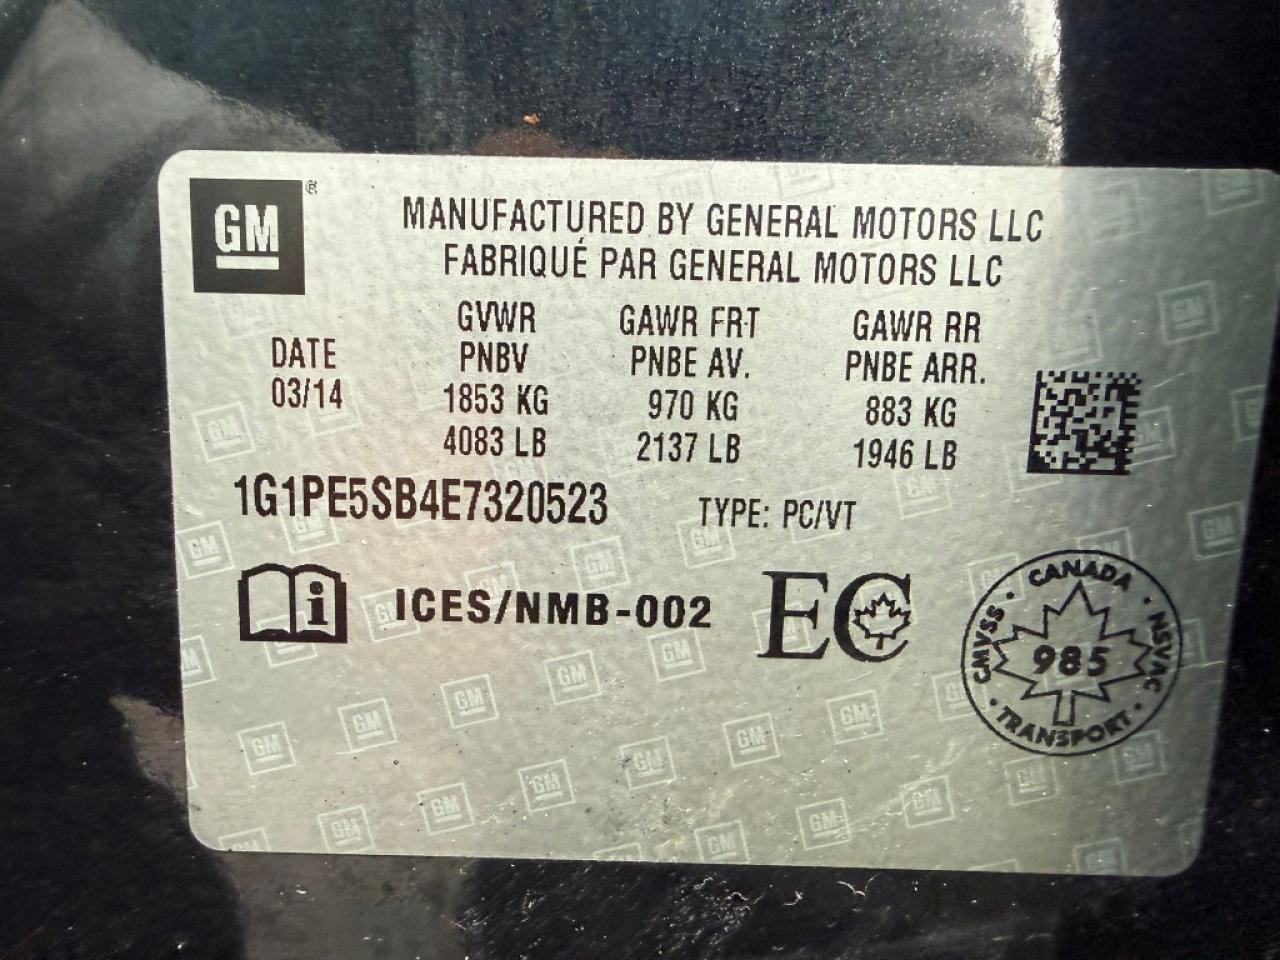 GM®
MANUFACTURED BY GENERAL MOTORS LLC
FABRIQUÉ PAR GENERAL MOTORS LLC
DATE
03/14
GVWR
PNBV
1853 KG
4083 LB
GAWR FRT
PNBE AV.
970 KG
2137 LB
GAWR RR
PNBE ARR.
883 KG
1946 LB
1G1PE5SB4E7320523
TYPE: PC/VT
i
ICES/NMB-002
EC
CANADA · NSVAC · TRANSPORT · CMVSS ·
985